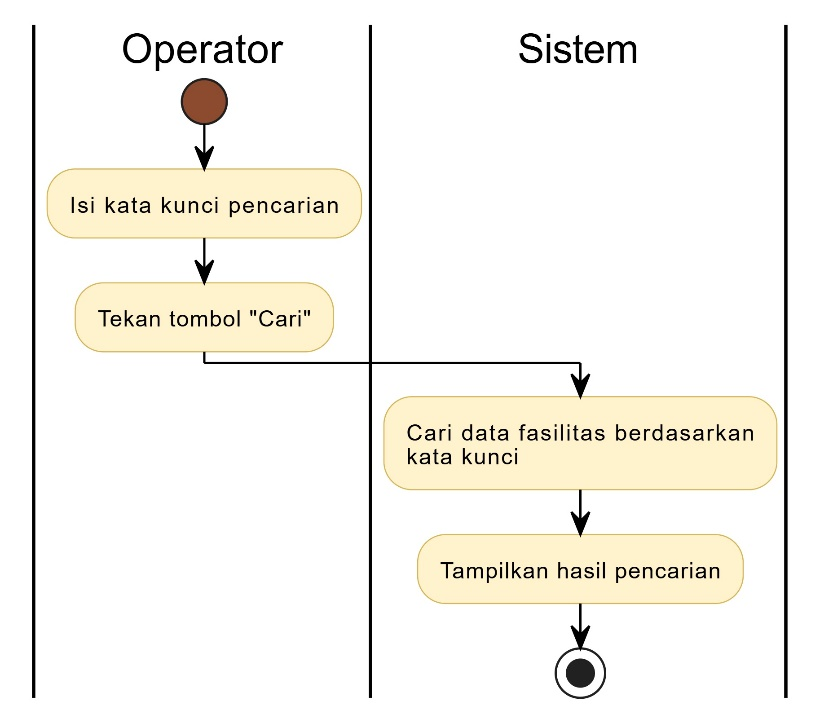 Operator
Sistem
Isi kata kunci pencarian
Tekan tombol "Cari"
Cari data fasilitas berdasarkan
kata kunci
Tampilkan hasil pencarian